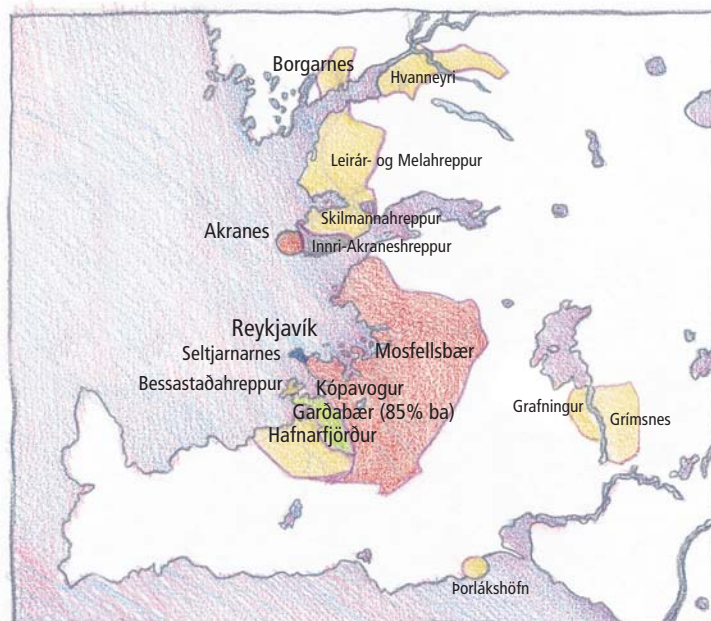 Borgarnes
Hvanneyri
Leirár- og Melahreppur
Skilmannahreppur
Akranes
Innri-Akraneshreppur
Reykjavík
Seltjarnarnes
Mosfellsbær
Bessastaðahreppur
Kópavogur
Garðabær (85% ba)
Hafnarfjörður
Grafningur
Grímsnes
Þorlákshöfn